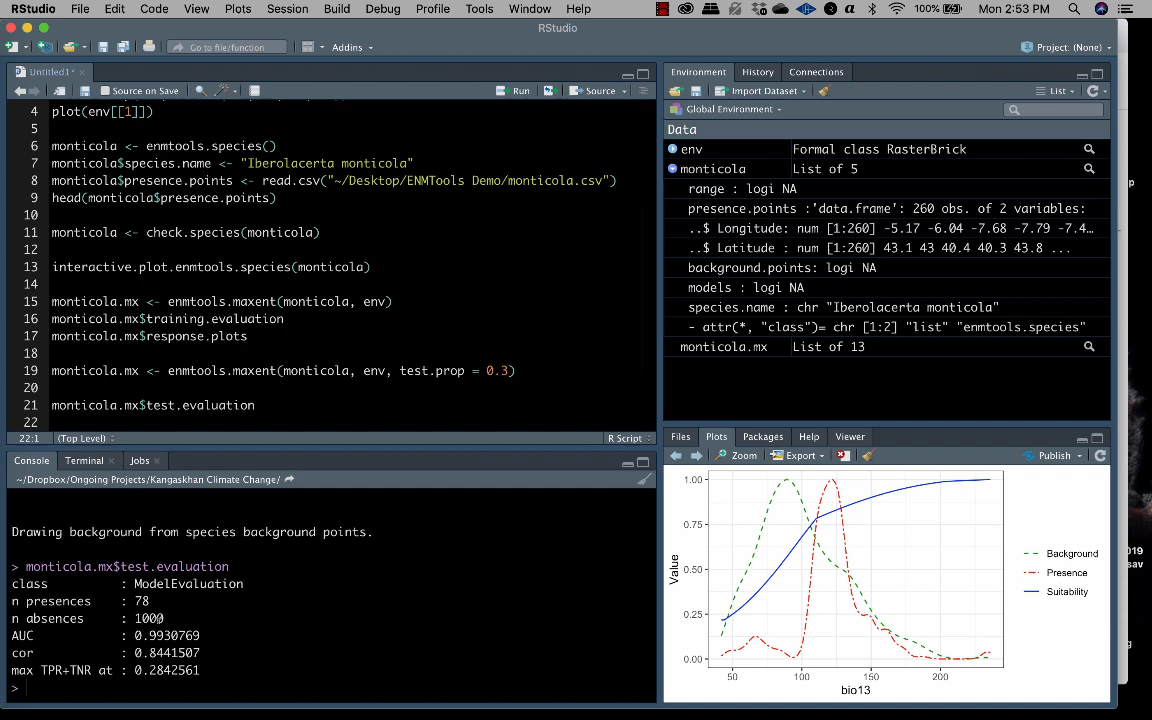 RStudio File Edit Code View Plots Session Build Debug Profile Tools Window Help 100% Mon 2:53 PM
RStudio
Go to file/function Addins Project: (None)
Untitled1*
Source on Save Run Source
4 plot(env[[1]])
5
6 monticola <- enmtools.species()
7 monticola$species.name <- "Iberolacerta monticola"
8 monticola$presence.points <- read.csv("~/Desktop/ENMTools Demo/monticola.csv")
9 head(monticola$presence.points)
10
11 monticola <- check.species(monticola)
12
13 interactive.plot.enmtools.species(monticola)
14
15 monticola.mx <- enmtools.maxent(monticola, env)
16 monticola.mx$training.evaluation
17 monticola.mx$response.plots
18
19 monticola.mx <- enmtools.maxent(monticola, env, test.prop = 0.3)
20
21 monticola.mx$test.evaluation
22
22:1 (Top Level) R Script
Console Terminal Jobs
~/Dropbox/Ongoing Projects/Kangaskhan Climate Change/
Drawing background from species background points.
> monticola.mx$test.evaluation
class : ModelEvaluation
n presences : 78
n absences : 1000
AUC : 0.9930769
cor : 0.8441507
max TPR+TNR at : 0.2842561
>
Environment History Connections
Import Dataset List
Global Environment
Data
env Formal class RasterBrick
monticola List of 5
range : logi NA
presence.points :'data.frame': 260 obs. of 2 variables:
..$ Longitude: num [1:260] -5.17 -6.04 -7.68 -7.79 -7.4…
..$ Latitude : num [1:260] 43.1 43 40.4 40.3 43.8 ...
background.points: logi NA
models : logi NA
species.name : chr "Iberolacerta monticola"
- attr(*, "class")= chr [1:2] "list" "enmtools.species"
monticola.mx List of 13
Files Plots Packages Help Viewer
Zoom Export Publish
1.00
0.75
0.50
0.25
0.00
Value
50 100 150 200
bio13
Background
Presence
Suitability
019
sav